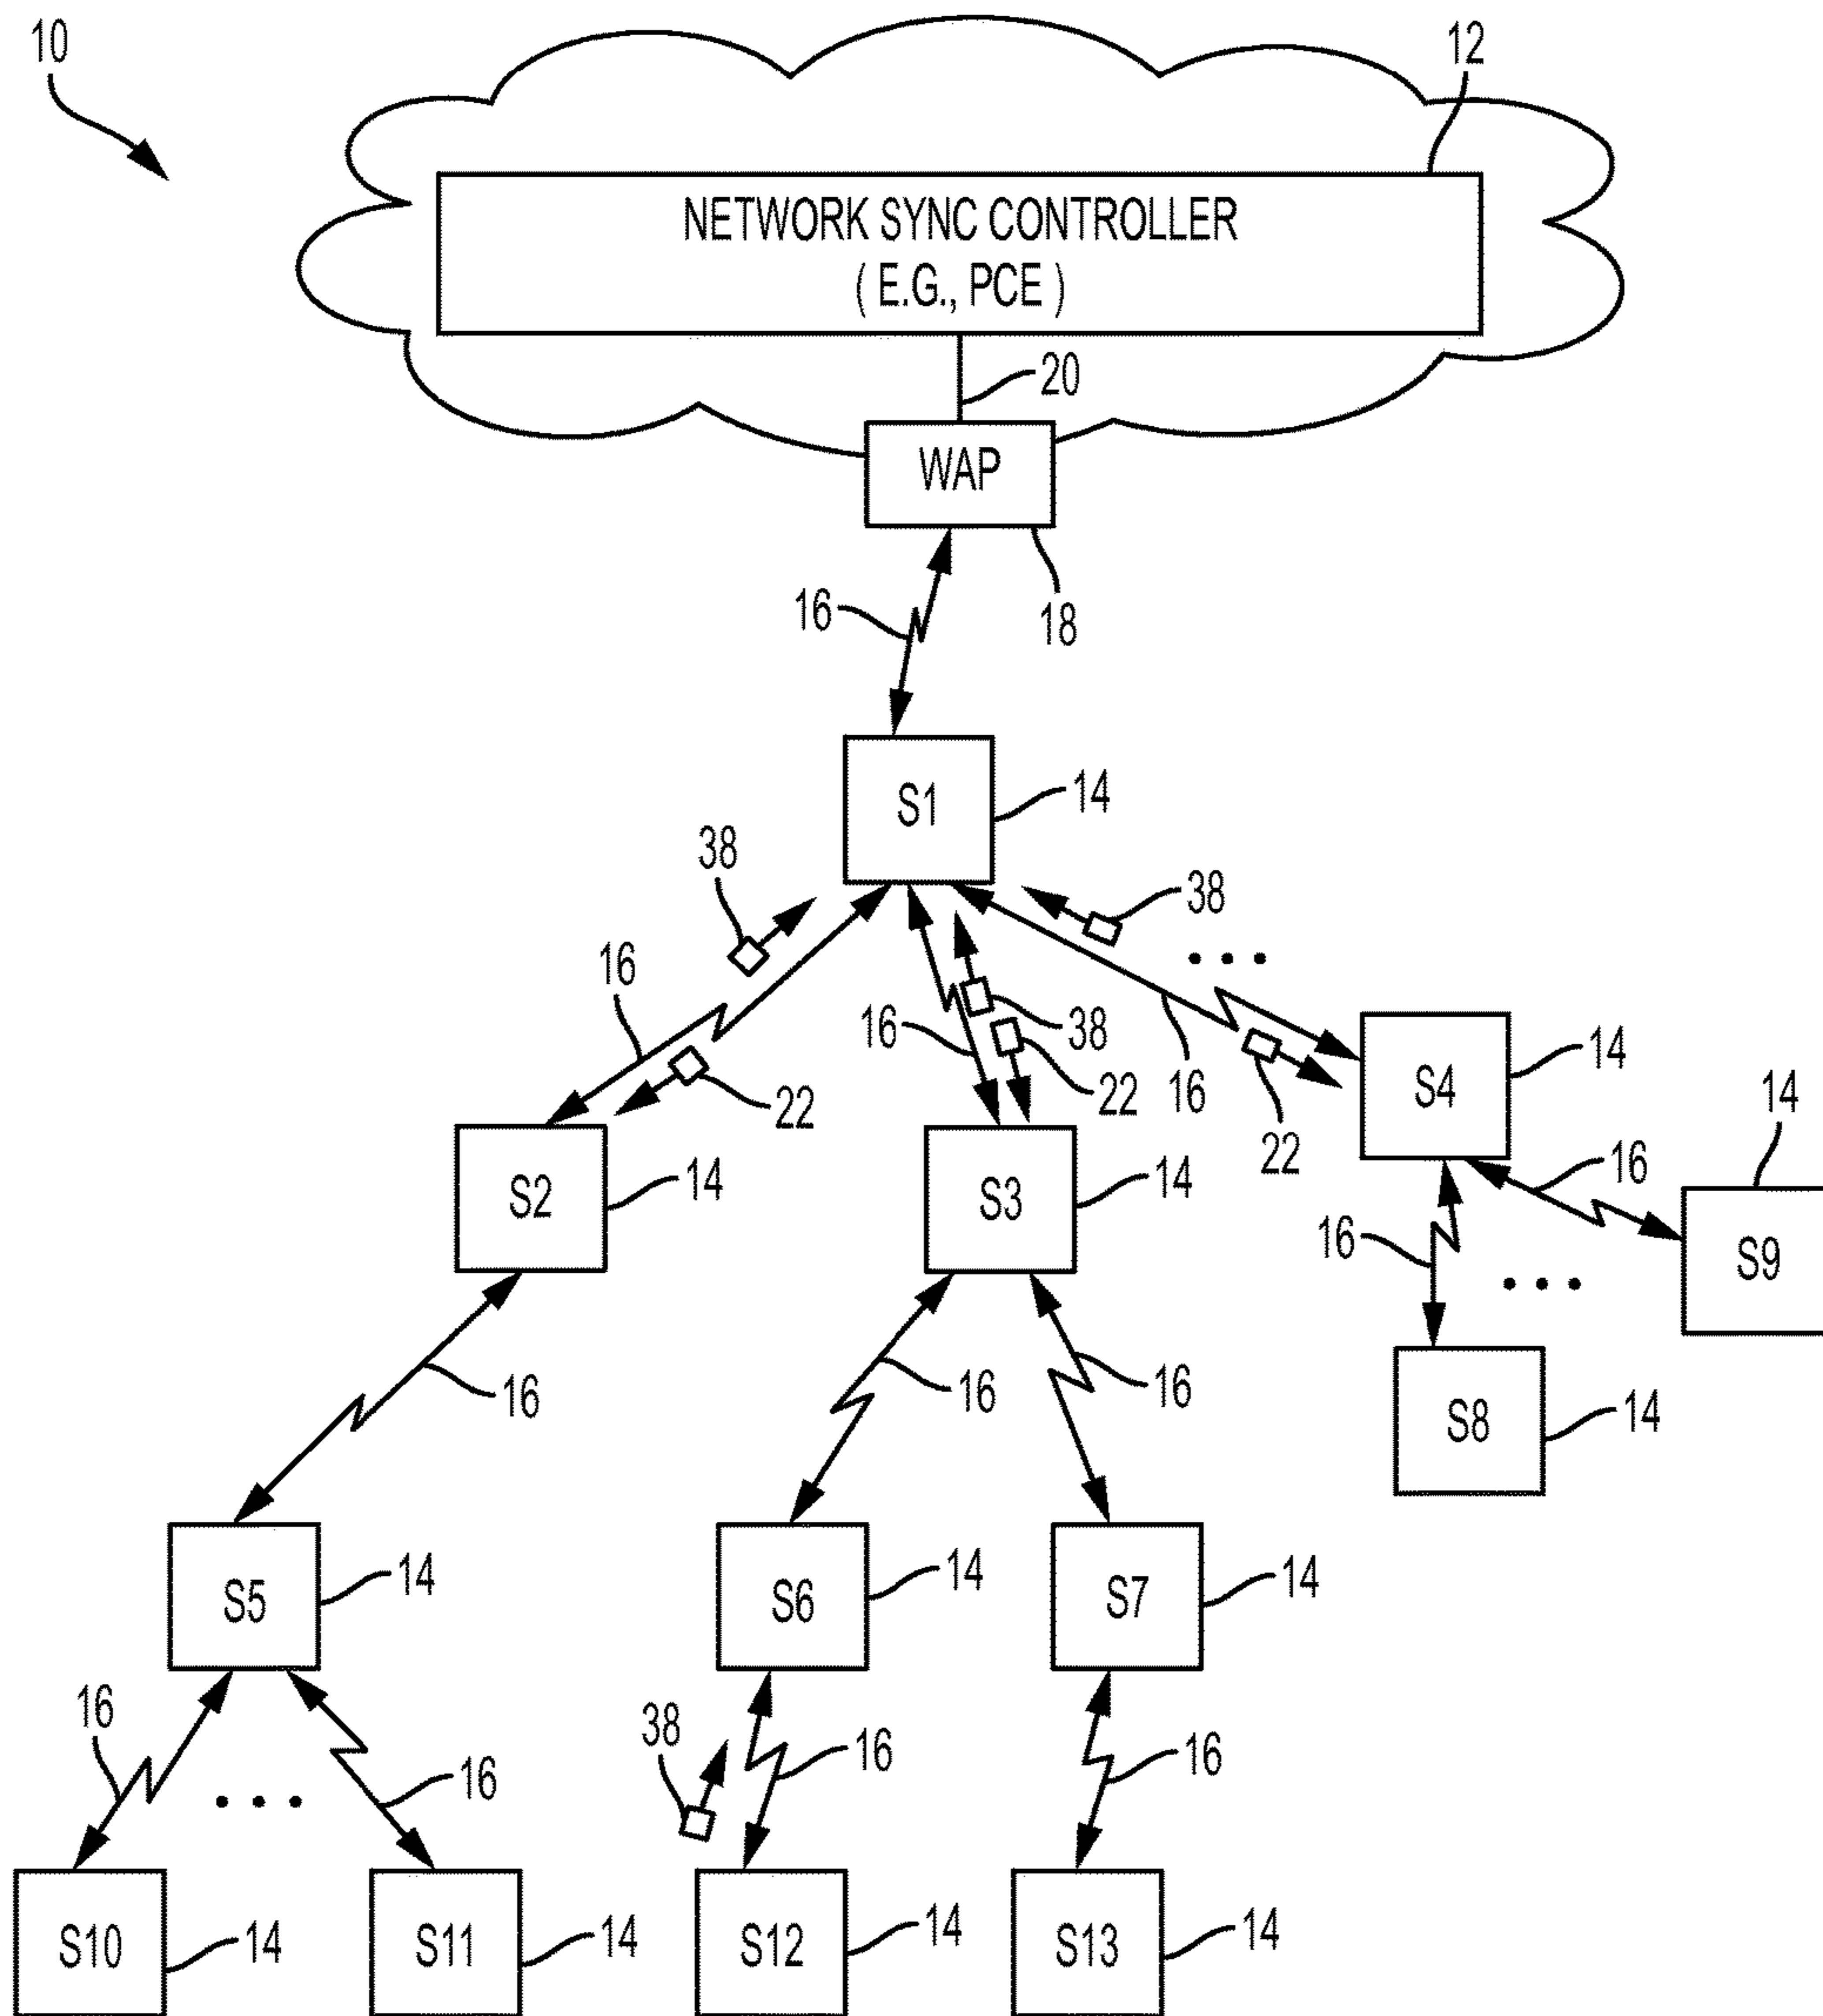 10
12
NETWORK SYNC CONTROLLER
( E.G., PCE )
20
WAP
16
18
S1
14
38
38
• • •
16
16
38
16
22
22
22
S4
14
14
S2
14
S3
14
16
16
S9
• • •
16
16
16
S8
14
S5
14
S6
14
S7
14
16
16
38
16
16
• • •
S10
14
S11
14
S12
14
S13
14